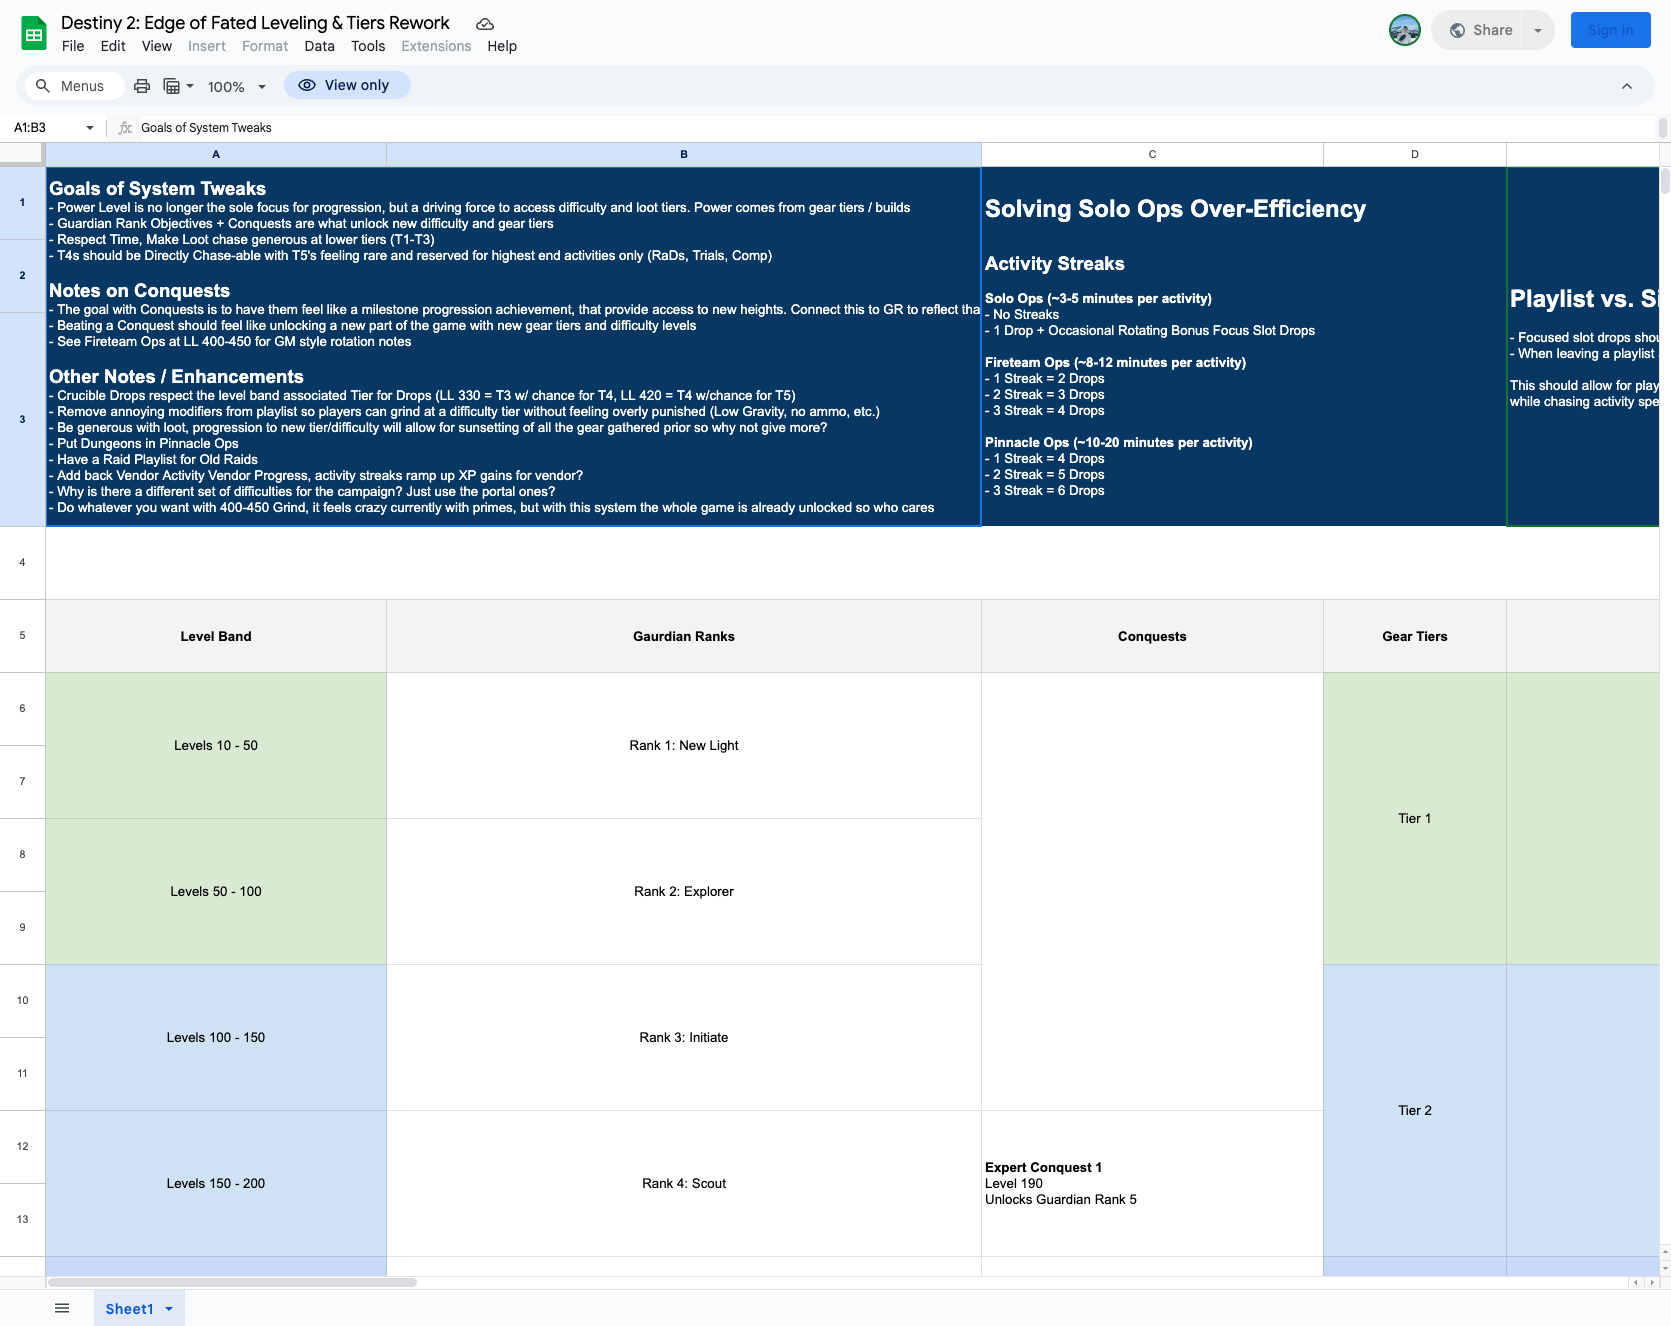 Destiny 2: Edge of Fated Leveling & Tiers Rework
File Edit View Insert Format Data Tools Extensions Help
Share
Sign in
Menus
100%
View only
A1:B3
fx
Goals of System Tweaks
A B C D
1
Goals of System Tweaks
- Power Level is no longer the sole focus for progression, but a driving force to access difficulty and loot tiers. Power comes from gear tiers / builds
- Guardian Rank Objectives + Conquests are what unlock new difficulty and gear tiers
- Respect Time, Make Loot chase generous at lower tiers (T1-T3)
- T4s should be Directly Chase-able with T5's feeling rare and reserved for highest end activities only (RaDs, Trials, Comp)
2
Notes on Conquests
- The goal with Conquests is to have them feel like a milestone progression achievement, that provide access to new heights. Connect this to GR to reflect tha
- Beating a Conquest should feel like unlocking a new part of the game with new gear tiers and difficulty levels
- See Fireteam Ops at LL 400-450 for GM style rotation notes
3
Other Notes / Enhancements
- Crucible Drops respect the level band associated Tier for Drops (LL 330 = T3 w/ chance for T4, LL 420 = T4 w/chance for T5)
- Remove annoying modifiers from playlist so players can grind at a difficulty tier without feeling overly punished (Low Gravity, no ammo, etc.)
- Be generous with loot, progression to new tier/difficulty will allow for sunsetting of all the gear gathered prior so why not give more?
- Put Dungeons in Pinnacle Ops
- Have a Raid Playlist for Old Raids
- Add back Vendor Activity Vendor Progress, activity streaks ramp up XP gains for vendor?
- Why is there a different set of difficulties for the campaign? Just use the portal ones?
- Do whatever you want with 400-450 Grind, it feels crazy currently with primes, but with this system the whole game is already unlocked so who cares
Solving Solo Ops Over-Efficiency
Activity Streaks
Solo Ops (~3-5 minutes per activity)
- No Streaks
- 1 Drop + Occasional Rotating Bonus Focus Slot Drops
Fireteam Ops (~8-12 minutes per activity)
- 1 Streak = 2 Drops
- 2 Streak = 3 Drops
- 3 Streak = 4 Drops
Pinnacle Ops (~10-20 minutes per activity)
- 1 Streak = 4 Drops
- 2 Streak = 5 Drops
- 3 Streak = 6 Drops
Playlist vs. Si
- Focused slot drops shou
- When leaving a playlist
This should allow for play
while chasing activity spe
4
5
Level Band
Gaurdian Ranks
Conquests
Gear Tiers
6
Levels 10 - 50
Rank 1: New Light
7
Tier 1
8
Levels 50 - 100
Rank 2: Explorer
9
10
Levels 100 - 150
Rank 3: Initiate
11
Tier 2
12
Levels 150 - 200
Rank 4: Scout
Expert Conquest 1
Level 190
Unlocks Guardian Rank 5
13
Sheet1